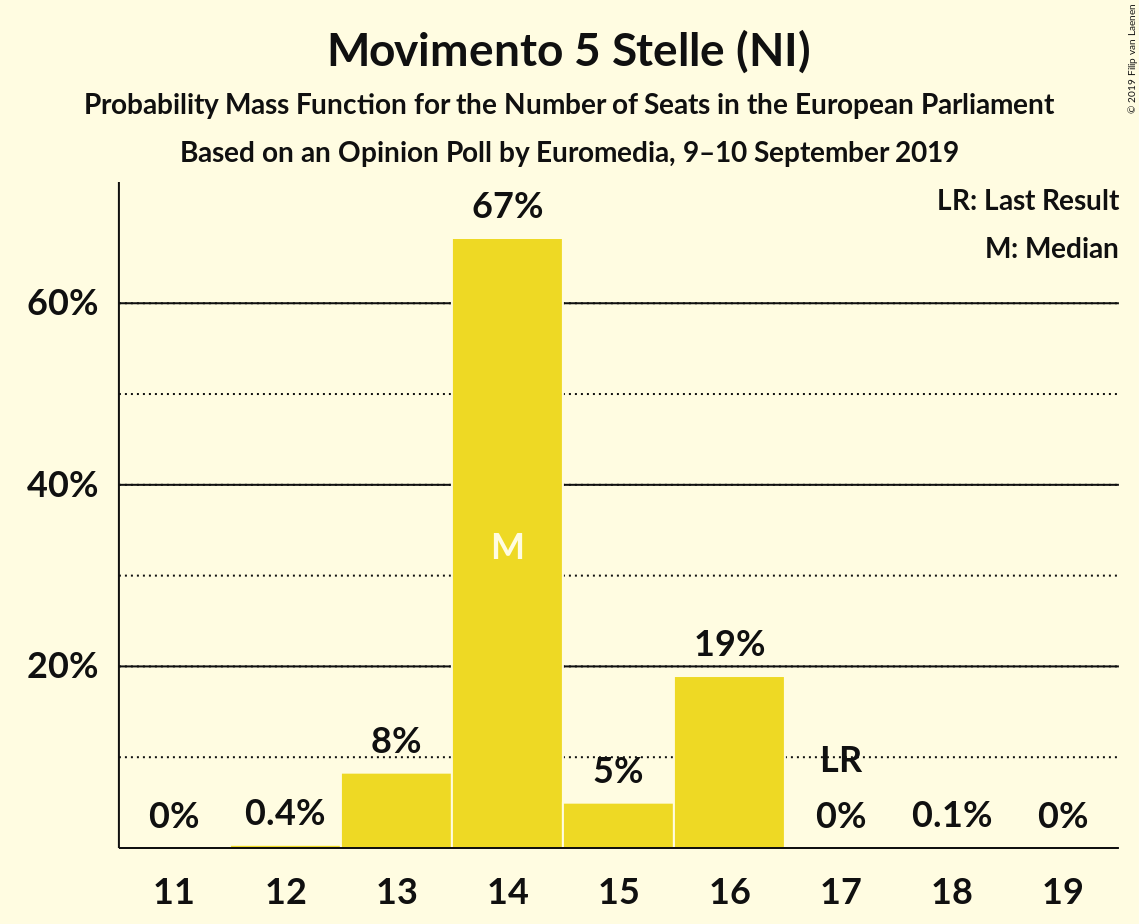 Movimento 5 Stelle (NI)
Probability Mass Function for the Number of Seats in the European Parliament
Based on an Opinion Poll by Euromedia, 9–10 September 2019
© 2019 Filip van Laenen
LR: Last Result
M: Median
60%
40%
20%
0%
0.4%
8%
67%
M
5%
19%
LR
0%
0.1%
0%
11
12
13
14
15
16
17
18
19